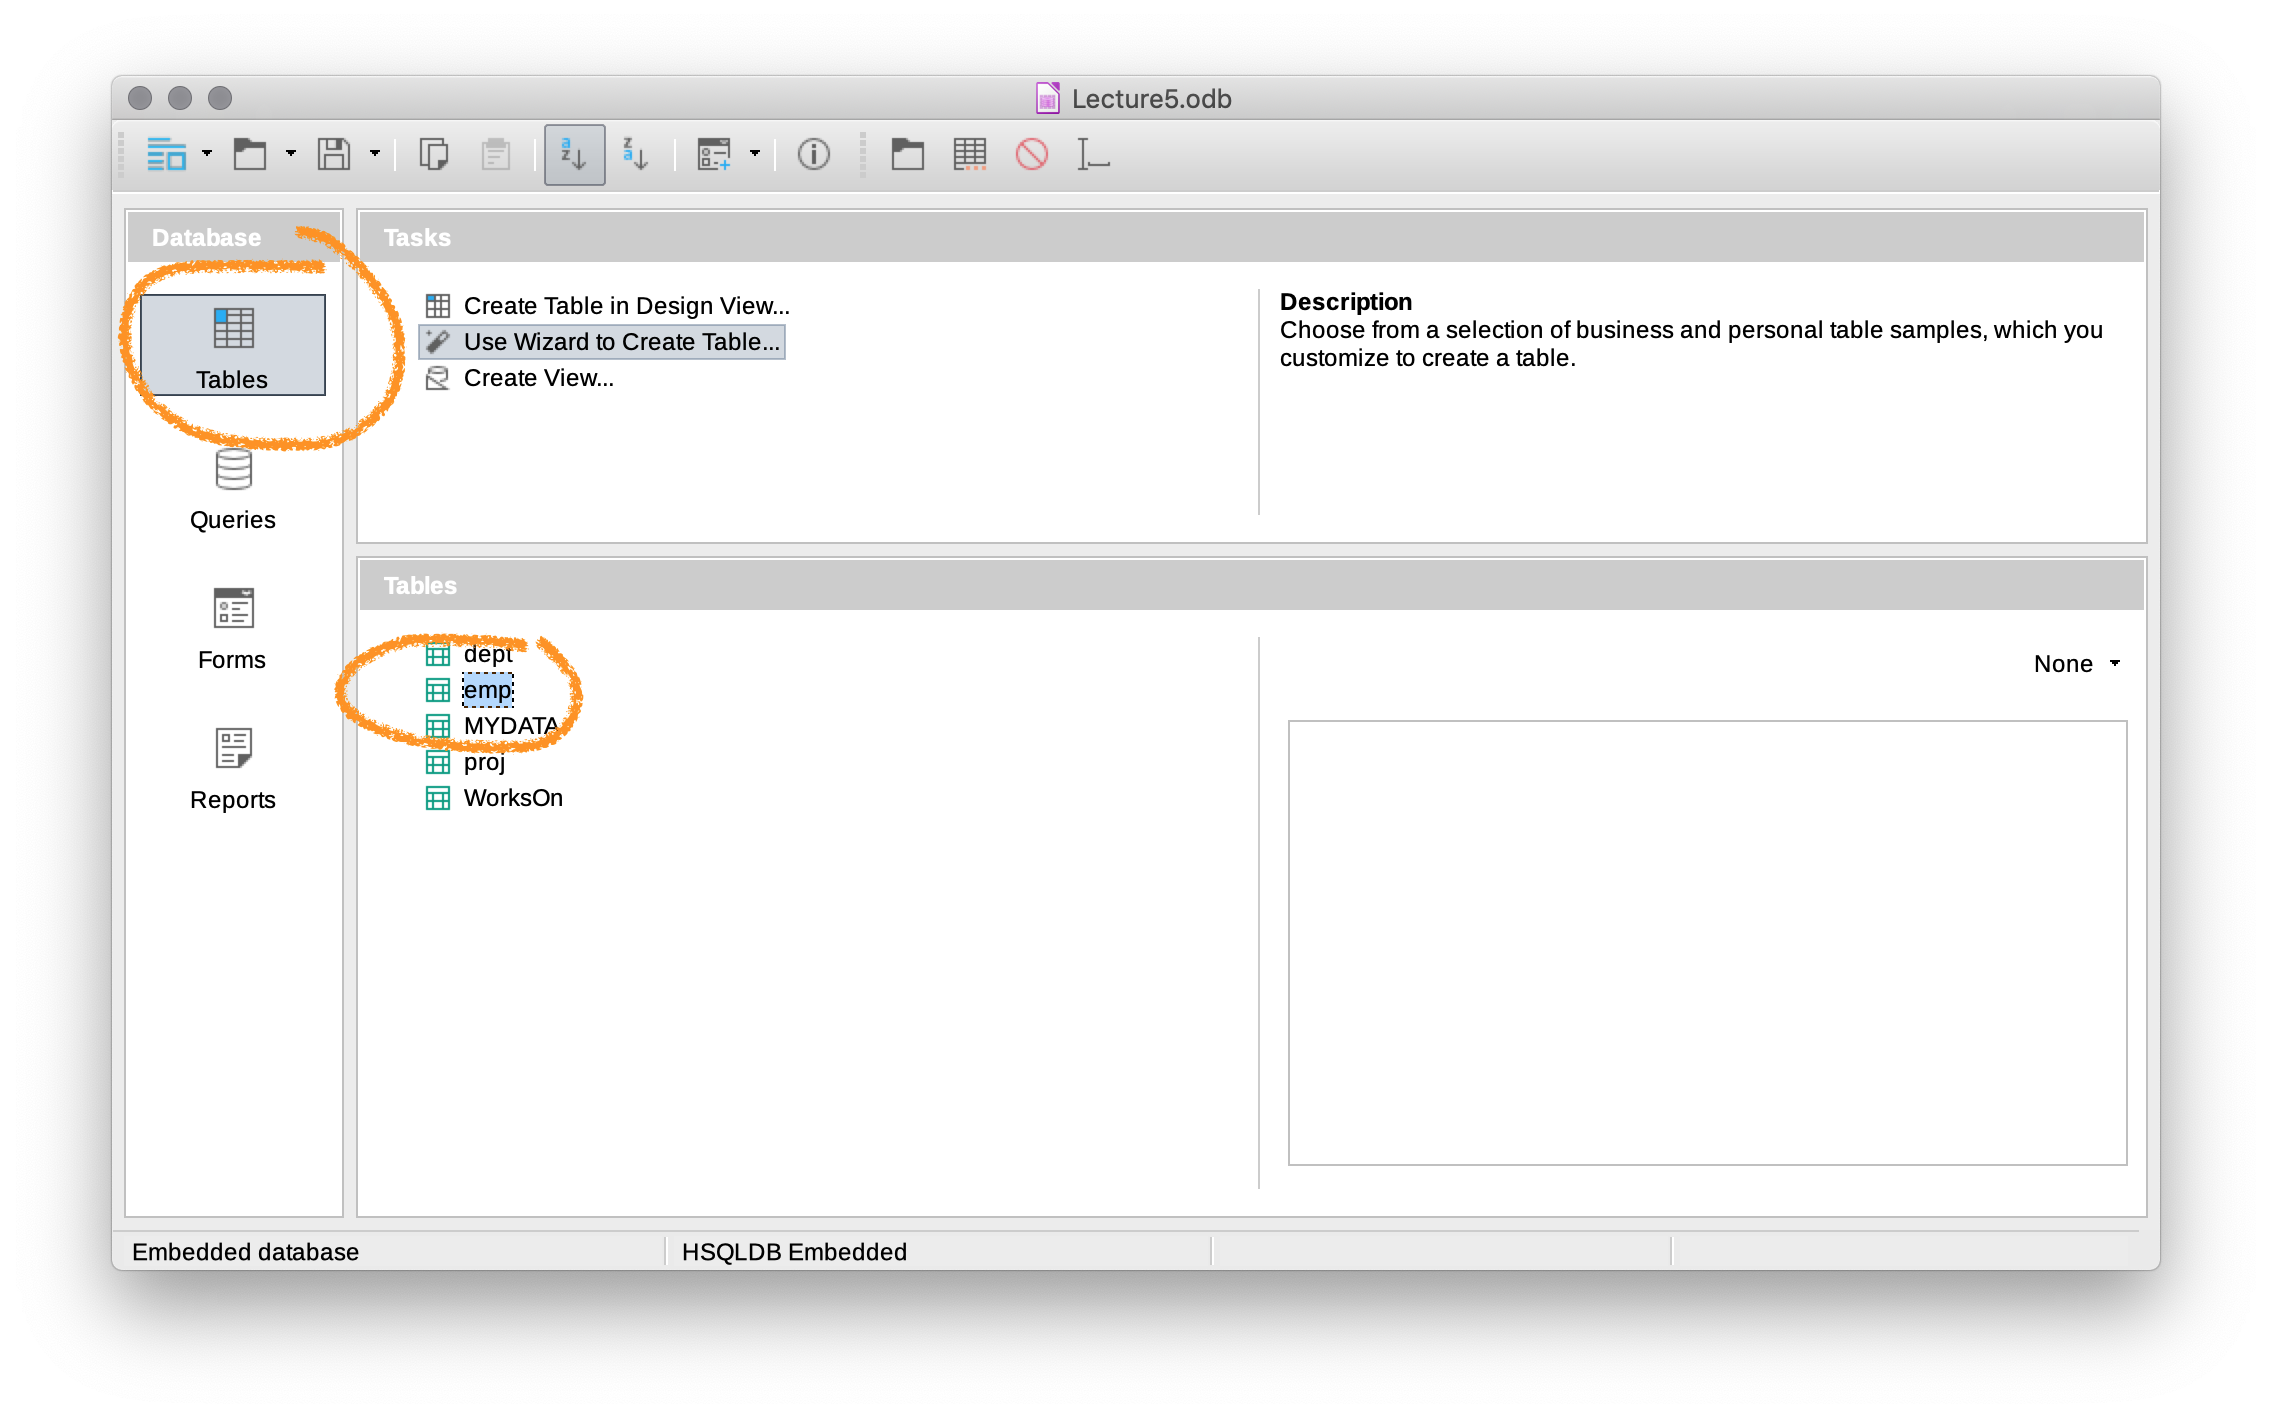 Lecture5.odb
Database
Tables
Queries
Forms
Reports
Tasks
Create Table in Design View...
Use Wizard to Create Table...
Create View...
Description
Choose from a selection of business and personal table samples, which you
customize to create a table.
Tables
dept
emp
MYDATA
proj
WorksOn
None
Embedded database
HSQLDB Embedded